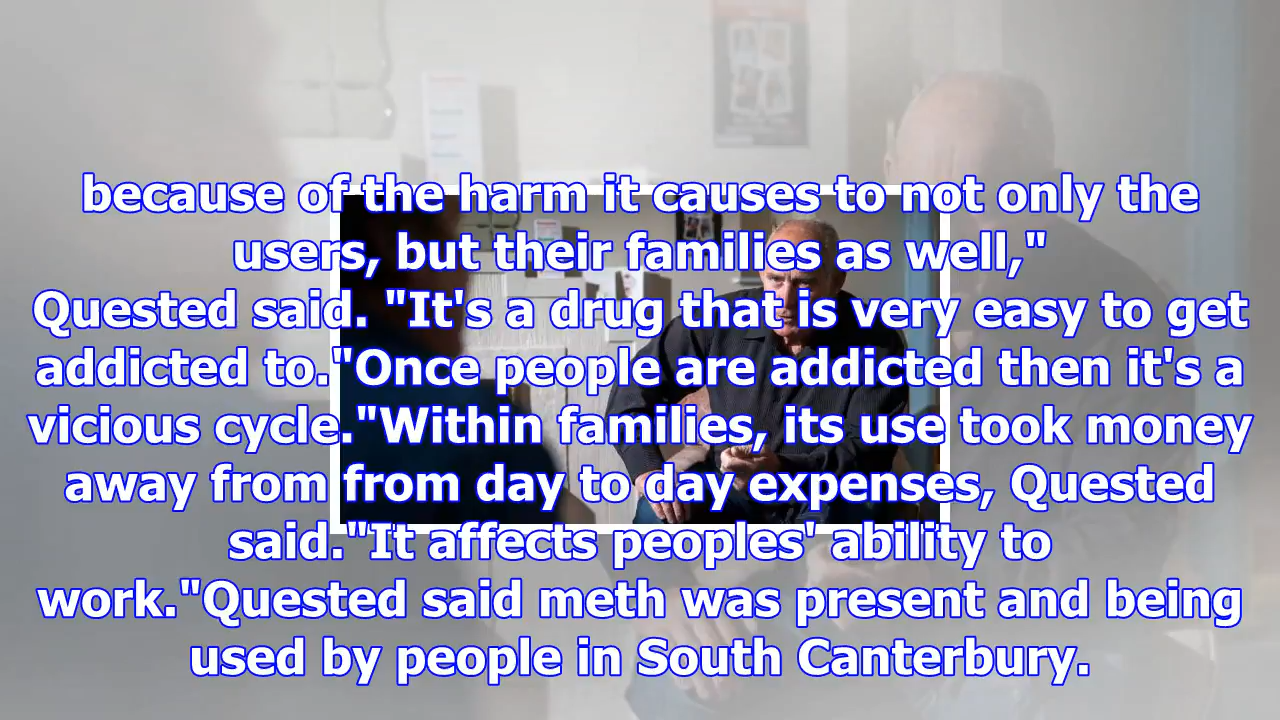 because of the harm it causes to not only the
users, but their families as well,"
Quested said. "It's a drug that is very easy to get
addicted to."Once people are addicted then it's a
vicious cycle."Within families, its use took money
away from from day to day expenses, Quested
said."It affects peoples' ability to
work."Quested said meth was present and being
used by people in South Canterbury.